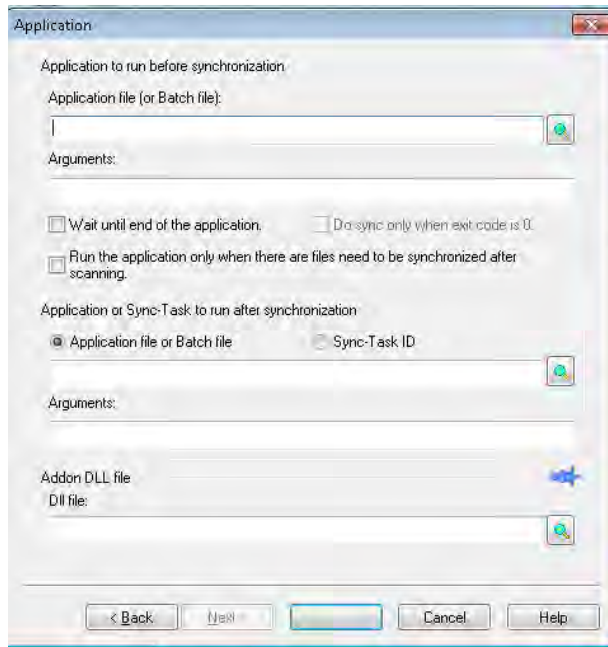 Application
Application to run before synchronization
Application file (or Batch file):
Arguments:
Wait until end of the application.
Do sync only when exit code is 0.
Run the application only when there are files need to be synchronized after
scanning.
Application or Sync-Task to run after synchronization
Application file or Batch file
Sync-Task ID
Arguments:
Addon DLL file
Dll file:
< Back
Next
Cancel
Help